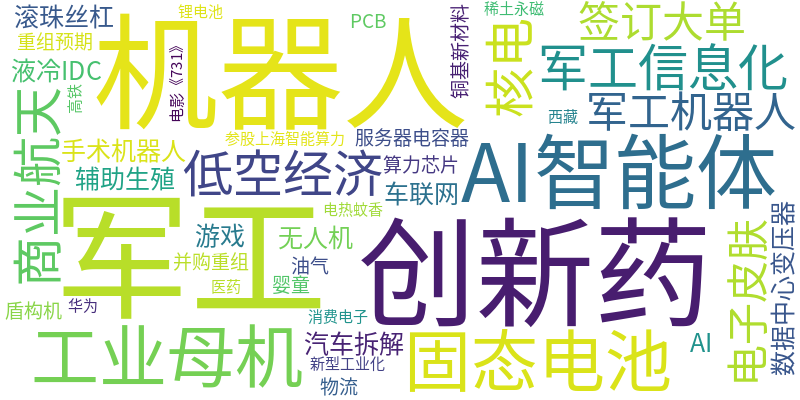 滚珠丝杠
锂电池
PCB
稀土永磁
签订大单
重组预期
机器人
铜基新材料
核电
液冷IDC
电影《731》
军工信息化
高铁
商业航天
参股上海智能算力
服务器电容器
西藏
军工机器人
手术机器人
低空经济
算力芯片
AI智能体
辅助生殖
车联网
军工
电热蚊香
创新药
游戏
无人机
电子皮肤
数据中心变压器
并购重组
油气
医药
婴童
盾构机
华为
消费电子
工业母机
汽车拆解
固态电池
AI
新型工业化
物流